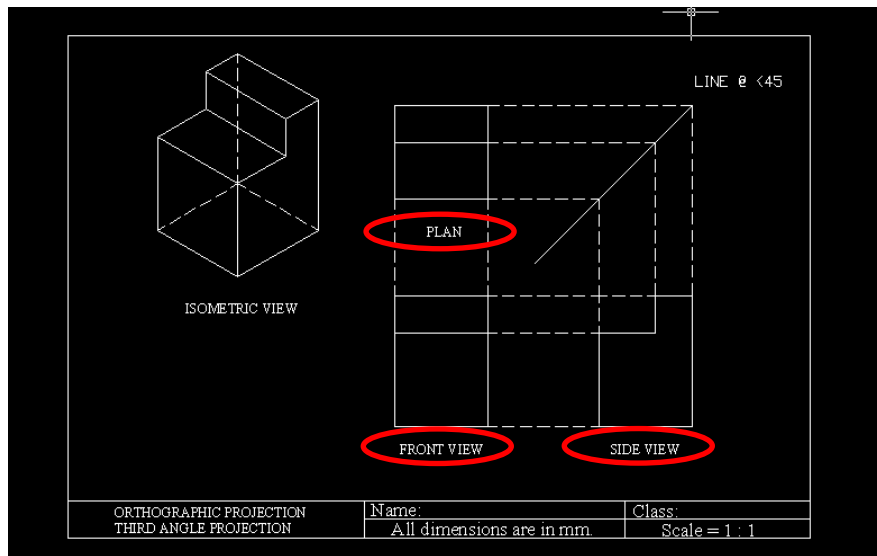 LINE @ <45
PLAN
ISOMETRIC VIEW
FRONT VIEW
SIDE VIEW
ORTHOGRAPHIC PROJECTION
THIRD ANGLE PROJECTION
Name:
Class:
All dimensions are in mm.
Scale = 1 : 1